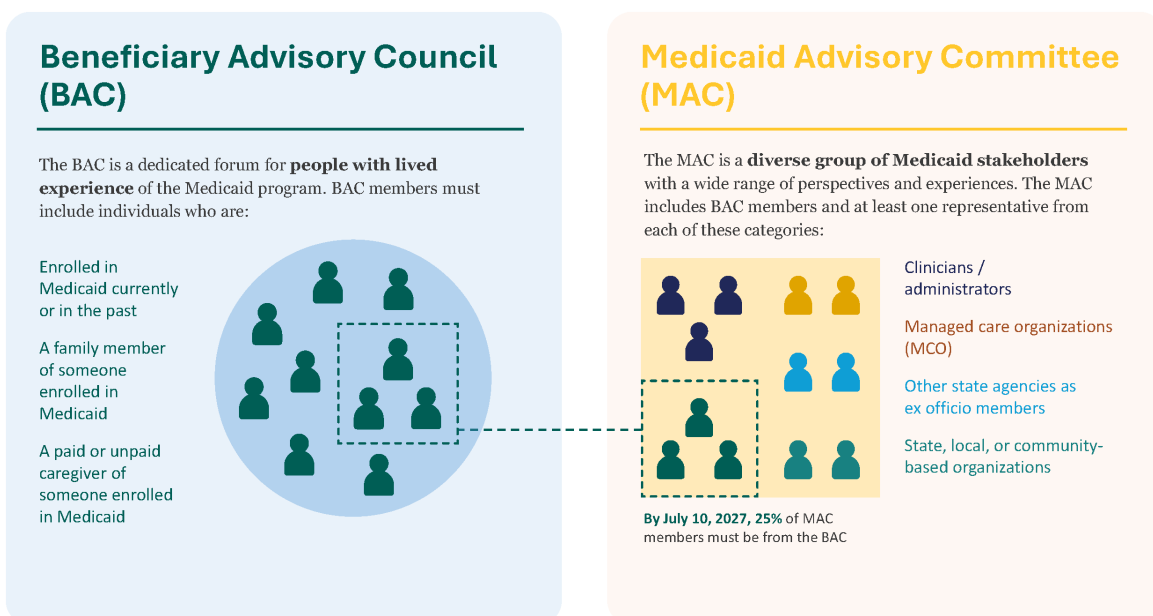 Beneficiary Advisory Council
(BAC)
The BAC is a dedicated forum for people with lived
experience of the Medicaid program. BAC members must
include individuals who are:
Enrolled in
Medicaid currently
or in the past
A family member
of someone
enrolled in
Medicaid
A paid or unpaid
caregiver of
someone enrolled
in Medicaid
Medicaid Advisory Committee
(MAC)
The MAC is a diverse group of Medicaid stakeholders
with a wide range of perspectives and experiences. The MAC
includes BAC members and at least one representative from
each of these categories:
Clinicians /
administrators
Managed care organizations
(MCO)
Other state agencies as
ex officio members
State, local, or community-
based organizations
By July 10, 2027, 25% of MAC
members must be from the BAC